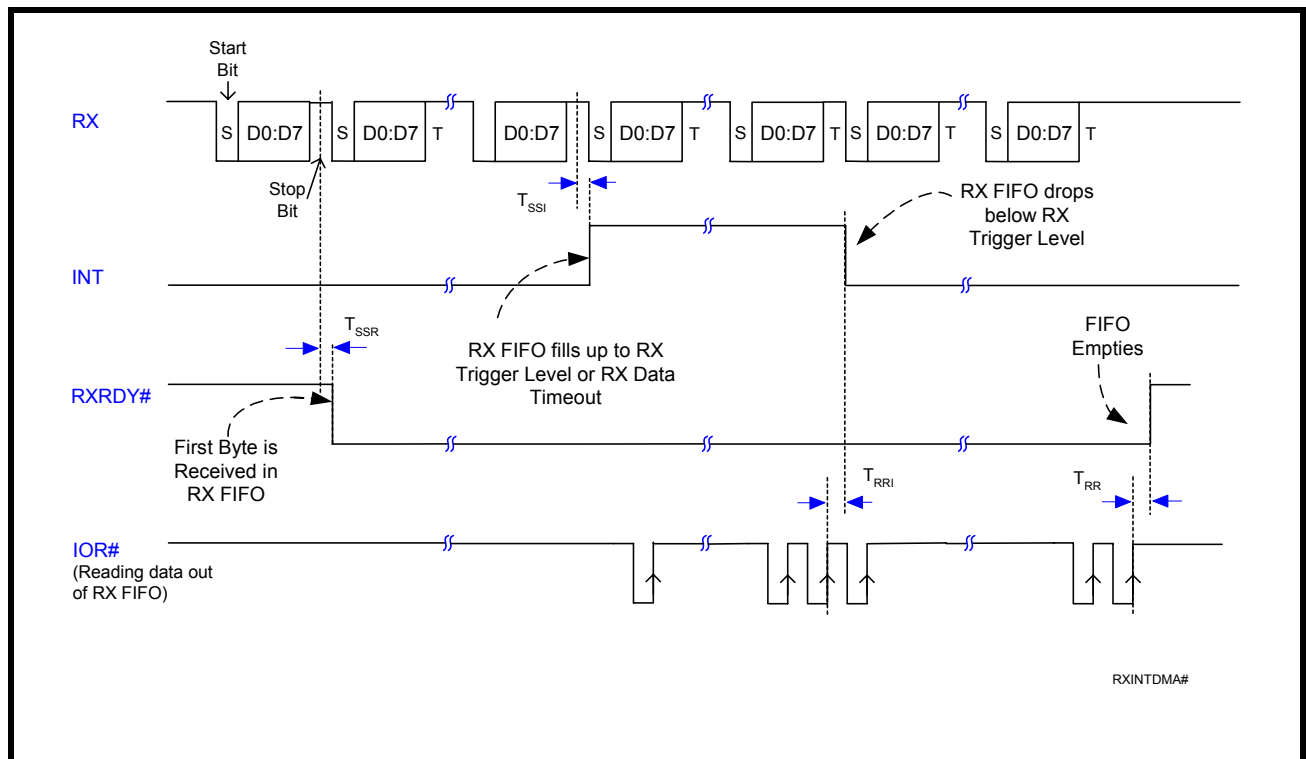 Start
Bit
RX
S D0:D7 S D0:D7 T D0:D7 S D0:D7 T S D0:D7 T S D0:D7 T S D0:D7 T
Stop
Bit
TSSI
RX FIFO drops
below RX
Trigger Level
INT
TSSR
RX FIFO fills up to RX
Trigger Level or RX Data
Timeout
FIFO
Empties
RXRDY#
First Byte is
Received in
RX FIFO
TRRI
TRR
IOR#
(Reading data out
of RX FIFO)
RXINTDMA#